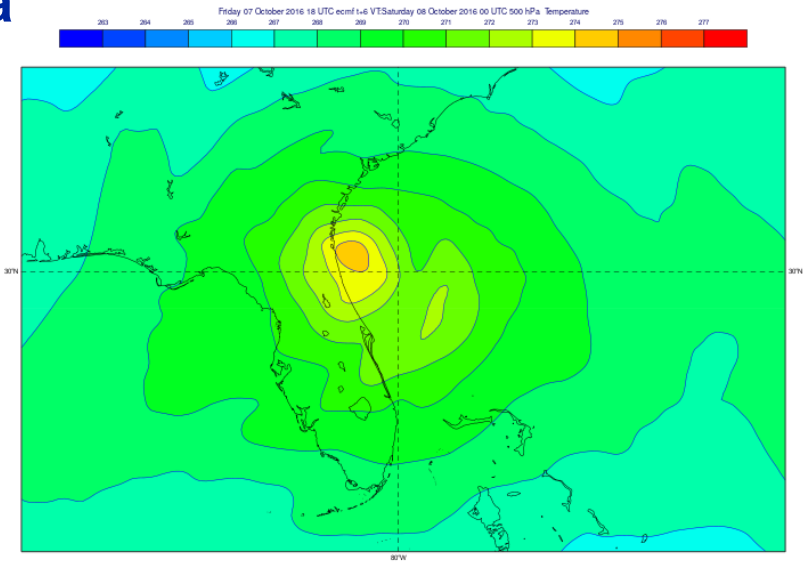 a
Friday 07 October 2016 18 UTC ecmf t+6 VT:Saturday 08 October 2016 00 UTC 500 hPa Temperature
263 264 265 266 267 268 269 270 271 272 273 274 275 276 277
30°N 30°N
80°W